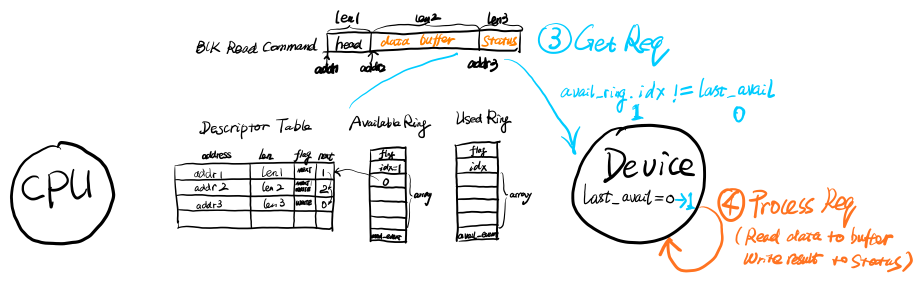 len1 len2 len3
BLK Read Command head data buffer Status
addr1 addr2 addr3
③ Get Req
avail_ring.idx != last_avail
1 0
Descriptor Table Available Ring Used Ring
address len flag next
addr1 len1 NEXT 1
addr2 len2 NEXT WRITE 2
addr3 len3 WRITE 0
flag
idx=1
0
array
used_event
flag
idx
array
avail_event
CPU
Device
last_avail=0→1
④ Process Req
(Read data to buffer
Write result to Status)